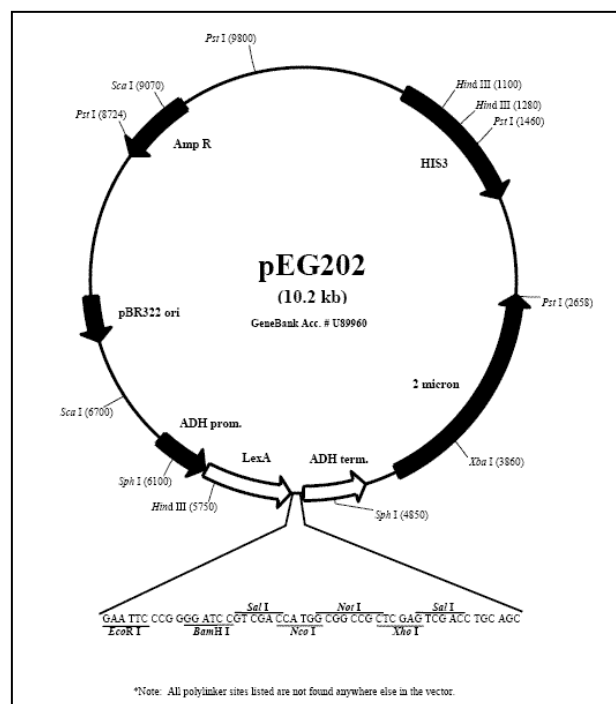 Pst I (9800)
Sca I (9070)
Pst I (8724)
Amp R
Hind III (1100)
Hind III (1280)
Pst I (1460)
HIS3
pEG202
(10.2 kb)
GeneBank Acc. # U89960
pBR322 ori
Pst I (2658)
2 micron
Sca I (6700)
ADH prom.
LexA
ADH term.
Xba I (3860)
Sph I (6100)
Hind III (5750)
Sph I (4850)
Sal I Not I Sal I
GAA TTC CCG GGG ATC CGT CGA CCA TGG CGG CCG CTC GAG TCG ACC TGC AGC
EcoR I BamH I Nco I Xho I
*Note: All polylinker sites listed are not found anywhere else in the vector.